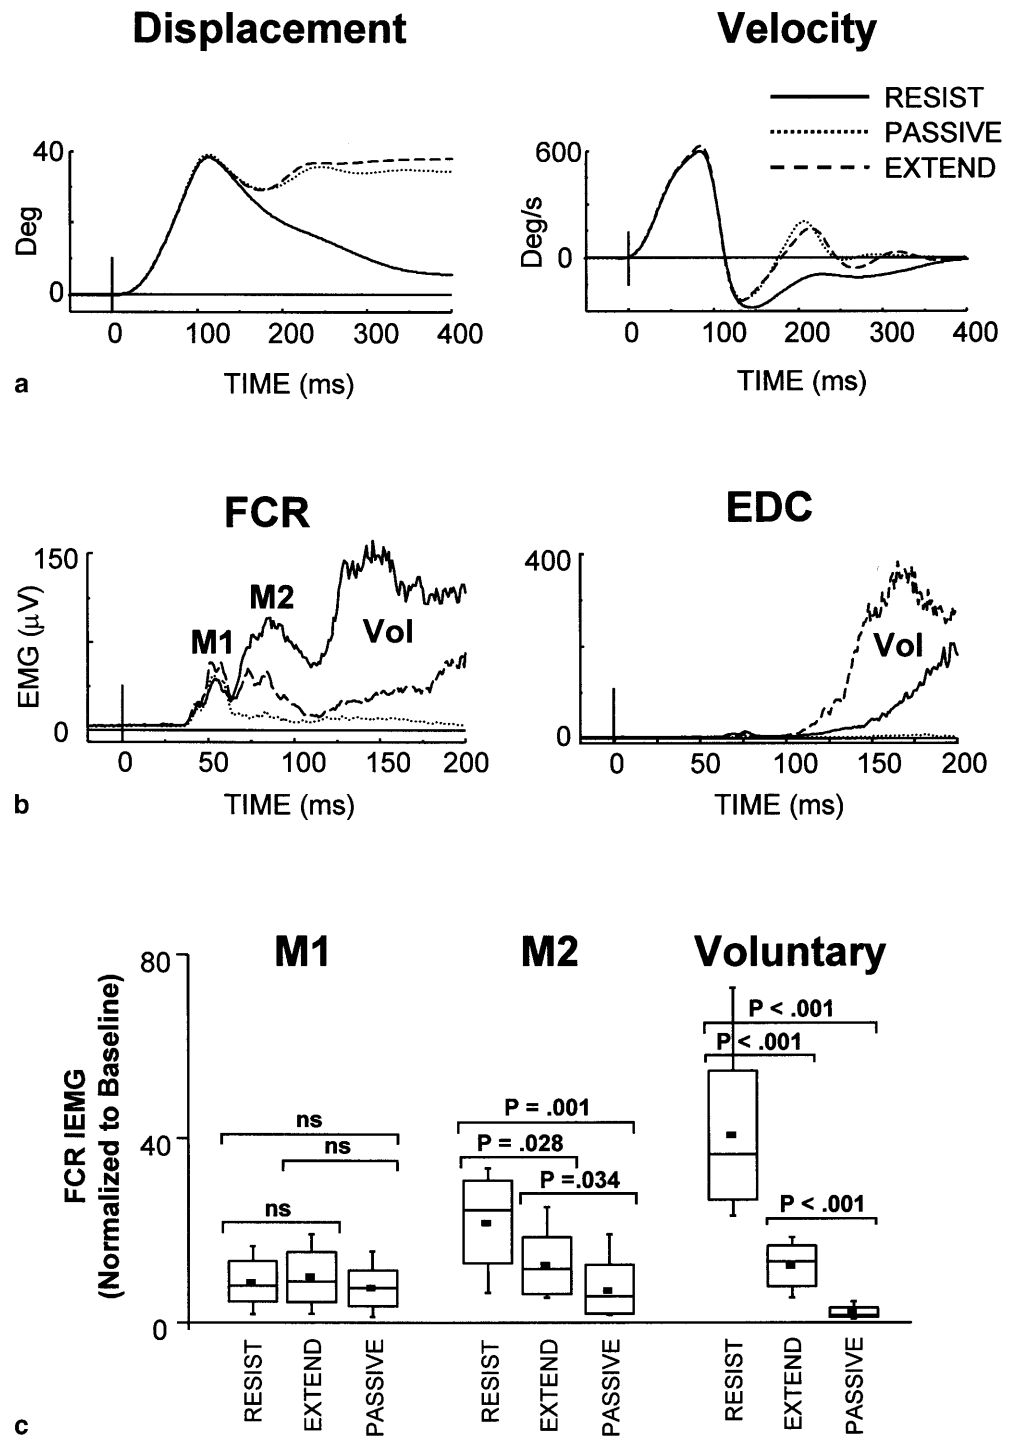 Displacement
Velocity
RESIST
PASSIVE
EXTEND
40
20
0
Deg
0 100 200 300 400
TIME (ms)
600
0
Deg/s
0 100 200 300 400
TIME (ms)
a
FCR
150
0
EMG (µV)
M1
M2
Vol
0 50 100 150 200
TIME (ms)
EDC
400
200
0
Vol
0 50 100 150 200
TIME (ms)
b
M1
M2
Voluntary
80
40
0
FCR IEMG
(Normalized to Baseline)
ns
ns
ns
P = .001
P = .028
P =.034
P < .001
P < .001
P < .001
RESIST
EXTEND
PASSIVE
RESIST
EXTEND
PASSIVE
RESIST
EXTEND
PASSIVE
c